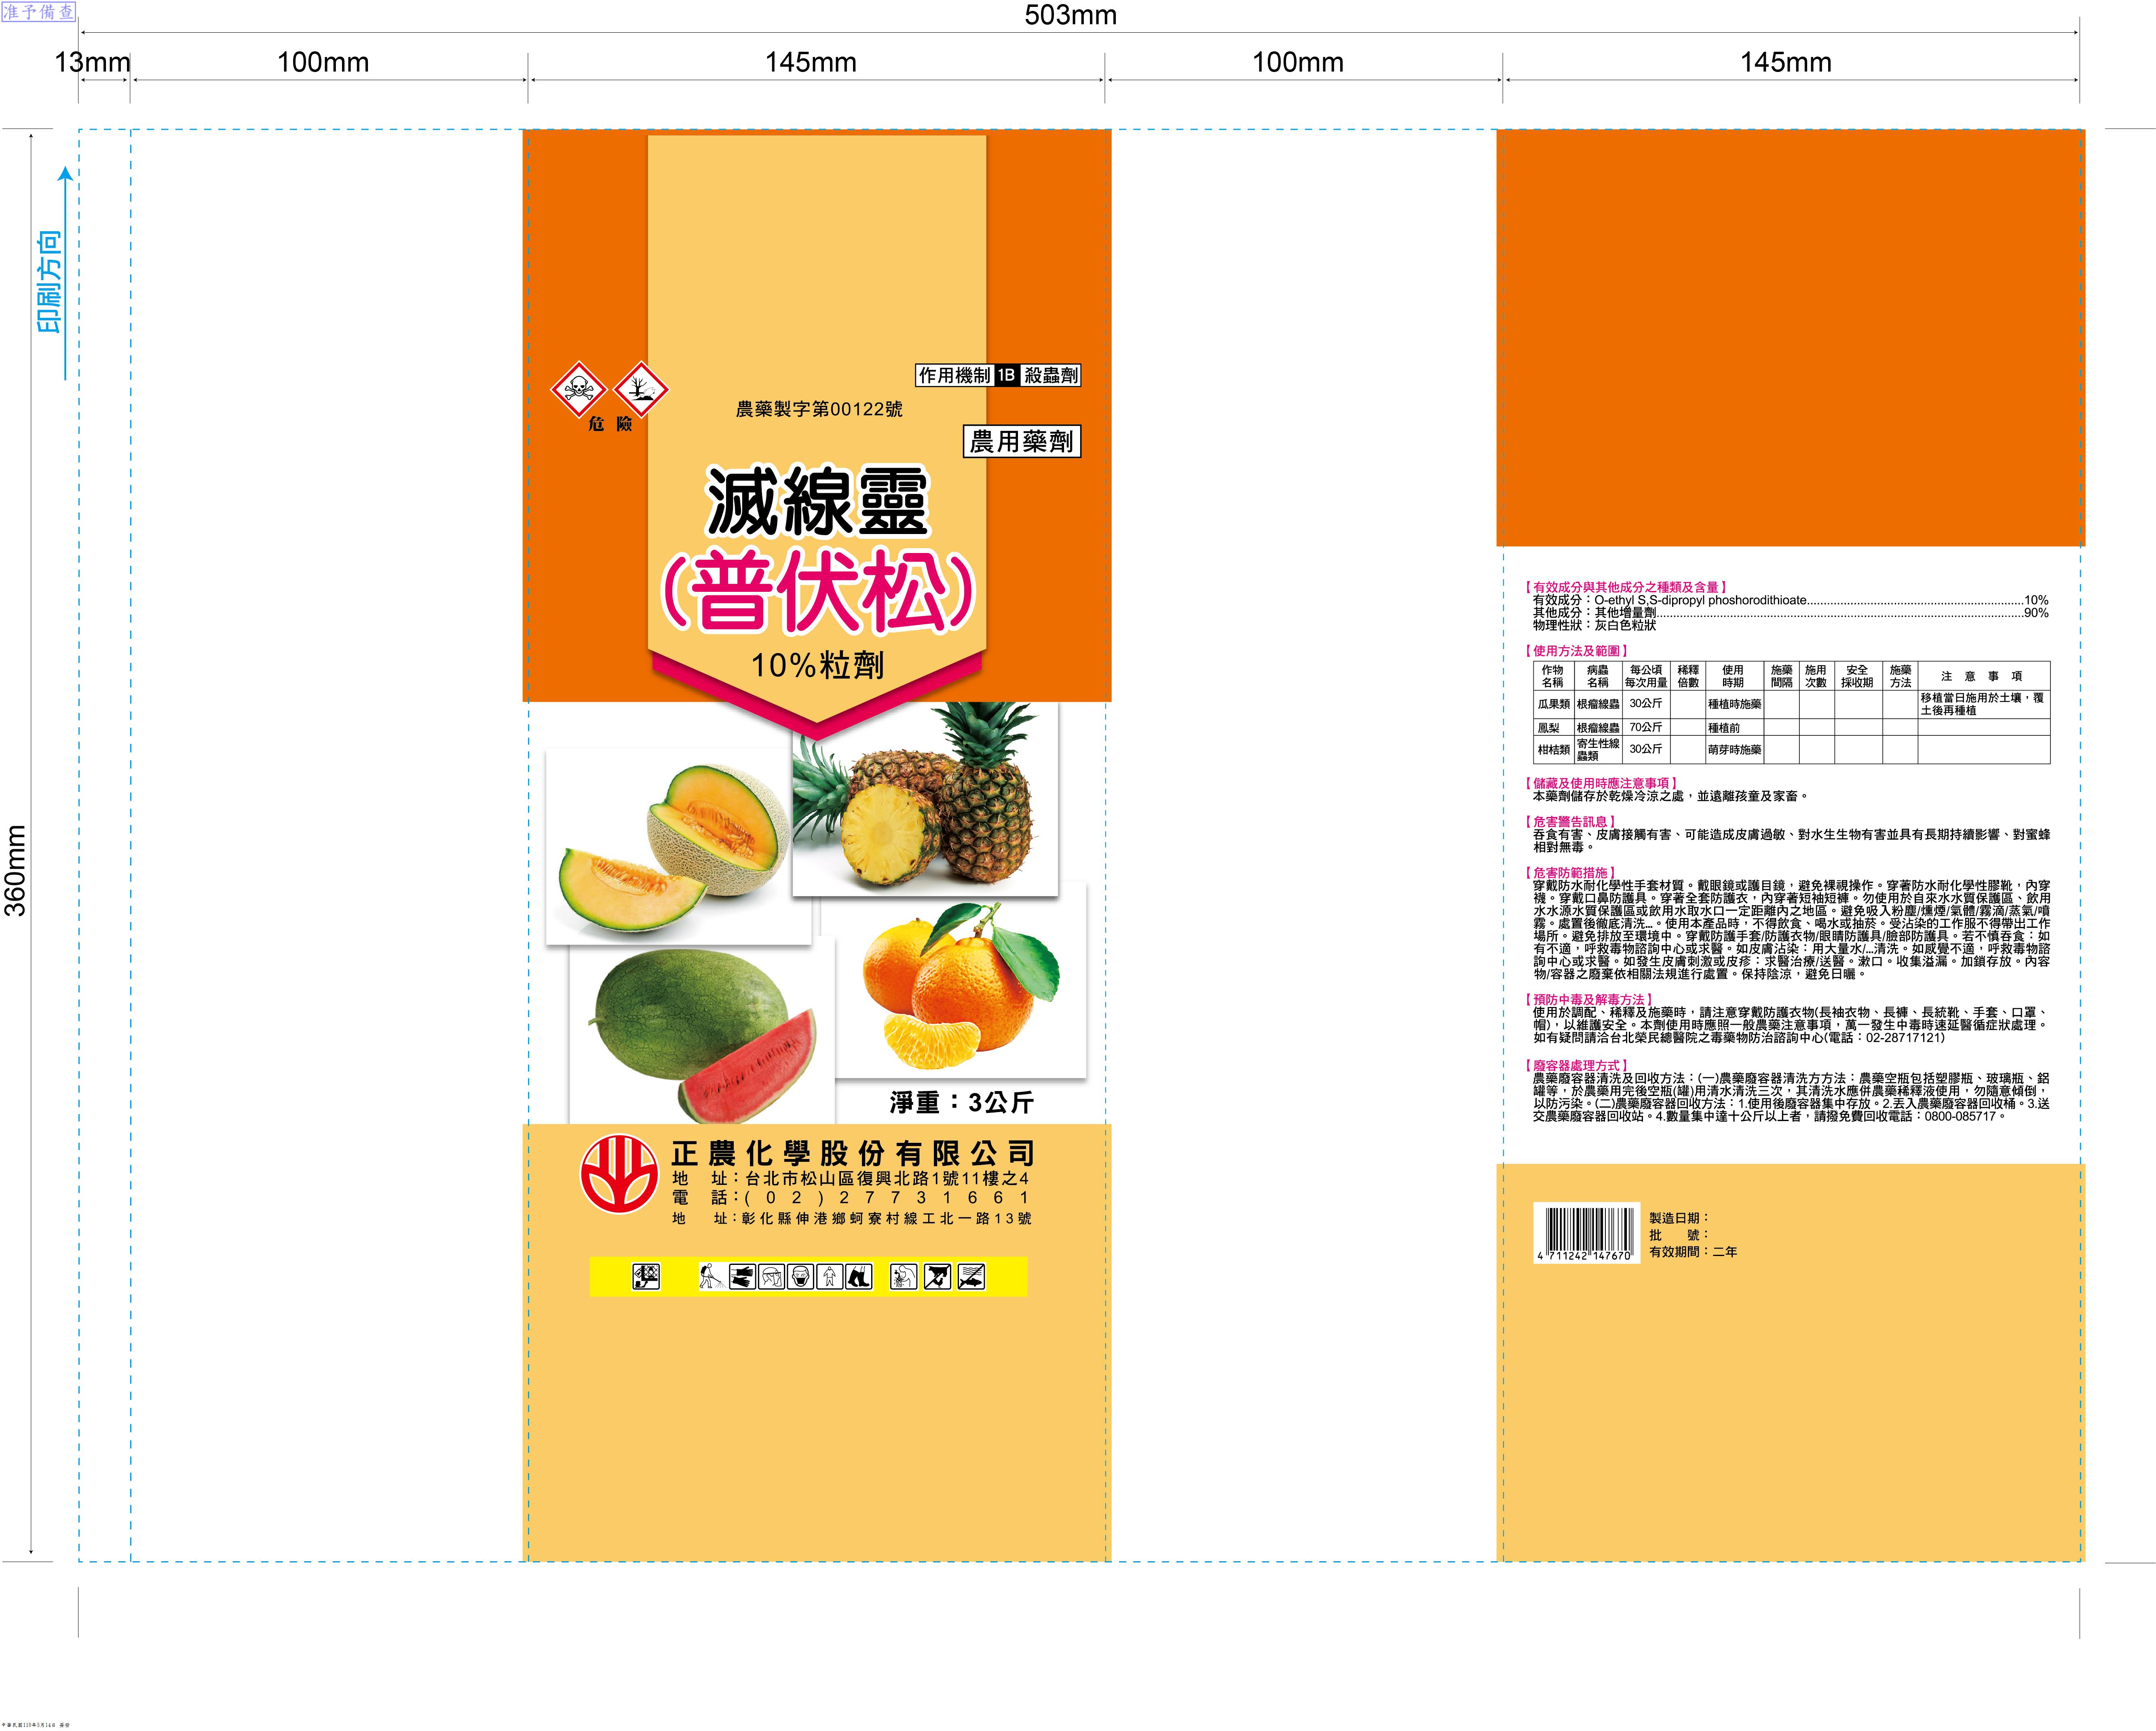 准予備查
503mm
13mm 100mm 145mm 100mm 145mm
360mm
印刷方向
作用機制 1B 殺蟲劑
農藥製字第00122號
危 險
農用藥劑
滅線靈
(普伏松)
10%粒劑
淨重：3公斤
正農化學股份有限公司
地 址：台北市松山區復興北路1號11樓之4
電 話：(02)27731661
地 址：彰化縣伸港鄉蚵寮村線工北一路13號
【有效成分與其他成分之種類及含量】
有效成分：O-ethyl S,S-dipropyl phoshorodithioate..........10%
其他成分：其他增量劑..........90%
物理性狀：灰白色粒狀
【使用方法及範圍】
作物名稱 病蟲名稱 每公頃每次用量 稀釋倍數 使用時期 施藥間隔 施用次數 安全採收期 施藥方法 注意事項
瓜果類 根瘤線蟲 30公斤 種植時施藥 移植當日施用於土壤，覆土後再種植
鳳梨 根瘤線蟲 70公斤 種植前
柑桔類 寄生性線蟲類 30公斤 萌芽時施藥
【儲藏及使用時應注意事項】
本藥劑儲存於乾燥冷涼之處，並遠離孩童及家畜。
【危害警告訊息】
吞食有害、皮膚接觸有害、可能造成皮膚過敏、對水生生物有害並具有長期持續影響、對蜜蜂
相對無毒。
【危害防範措施】
穿戴防水耐化學性手套材質。戴眼鏡或護目鏡，避免裸視操作。穿著防水耐化學性膠靴，內穿
襪。穿戴口鼻防護具。穿著全套防護衣，內穿著短袖短褲。勿使用於自來水水質保護區、飲用
水水源水質保護區或飲用水取水口一定距離內之地區。避免吸入粉塵/燻煙/氣體/霧滴/蒸氣/噴
霧。處置後徹底清洗...。使用本產品時，不得飲食、喝水或抽菸。受沾染的工作服不得帶出工作
場所。避免排放至環境中。穿戴防護手套/防護衣物/眼睛防護具/臉部防護具。若不慎吞食：如
有不適，呼救毒物諮詢中心或求醫。如皮膚沾染：用大量水/...清洗。如感覺不適，呼救毒物諮
詢中心或求醫。如發生皮膚刺激或皮疹：求醫治療/送醫。漱口。收集溢漏。加鎖存放。內容
物/容器之廢棄依相關法規進行處置。保持陰涼，避免日曬。
【預防中毒及解毒方法】
使用於調配、稀釋及施藥時，請注意穿戴防護衣物(長袖衣物、長褲、長統靴、手套、口罩、
帽)，以維護安全。本劑使用時應照一般農藥注意事項，萬一發生中毒時速延醫循症狀處理。
如有疑問請洽台北榮民總醫院之毒藥物防治諮詢中心(電話：02-28717121)
【廢容器處理方式】
農藥廢容器清洗及回收方法：(一)農藥廢容器清洗方方法：農藥空瓶包括塑膠瓶、玻璃瓶、鋁
罐等，於農藥用完後空瓶(罐)用清水清洗三次，其清洗水應併農藥稀釋液使用，勿隨意傾倒，
以防污染。(二)農藥廢容器回收方法：1.使用後廢容器集中存放。2.丟入農藥廢容器回收桶。3.送
交農藥廢容器回收站。4.數量集中達十公斤以上者，請撥免費回收電話：0800-085717。
4 711242 147670
製造日期：
批 號：
有效期間：二年